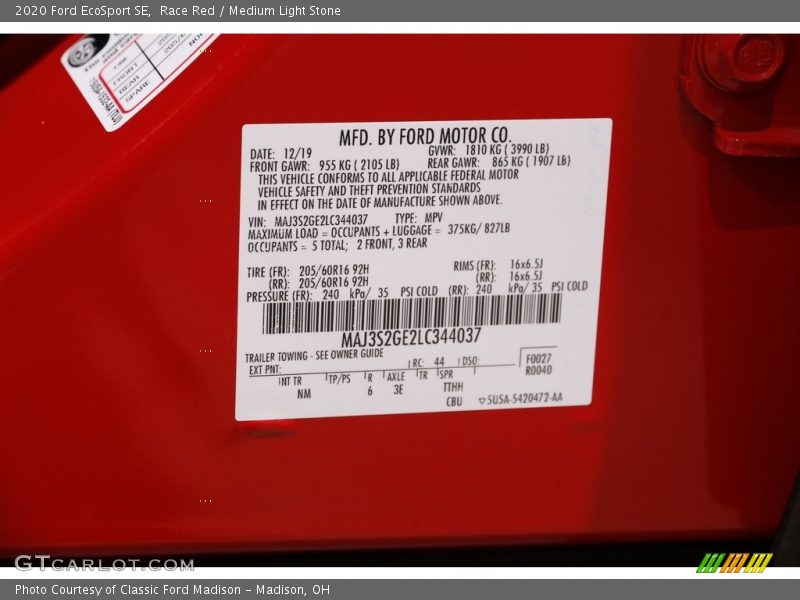 2020 Ford EcoSport SE, Race Red / Medium Light Stone
FRONT
REAR
SPARE
MFD. BY FORD MOTOR CO.
DATE: 12/19 GVWR: 1810 KG ( 3990 LB)
FRONT GAWR: 955 KG ( 2105 LB) REAR GAWR: 865 KG ( 1907 LB)
THIS VEHICLE CONFORMS TO ALL APPLICABLE FEDERAL MOTOR
VEHICLE SAFETY AND THEFT PREVENTION STANDARDS
IN EFFECT ON THE DATE OF MANUFACTURE SHOWN ABOVE.
VIN: MAJ3S2GE2LC344037 TYPE: MPV
MAXIMUM LOAD = OCCUPANTS + LUGGAGE = 375KG/ 827LB
OCCUPANTS = 5 TOTAL; 2 FRONT, 3 REAR
TIRE (FR): 205/60R16 92H RIMS (FR): 16x6.5J
(RR): 205/60R16 92H (RR): 16x6.5J
PRESSURE (FR): 240 kPa/ 35 PSI COLD (RR): 240 kPa/ 35 PSI COLD
MAJ3S2GE2LC344037
TRAILER TOWING - SEE OWNER GUIDE
EXT PNT: RC: 44 DSO: F0027
R0040
INT TR TP/PS R AXLE TR SPR
NM 6 3E TTHH
CBU 5U5A-5420472-AA
GTCARLOT.COM
Photo Courtesy of Classic Ford Madison - Madison, OH